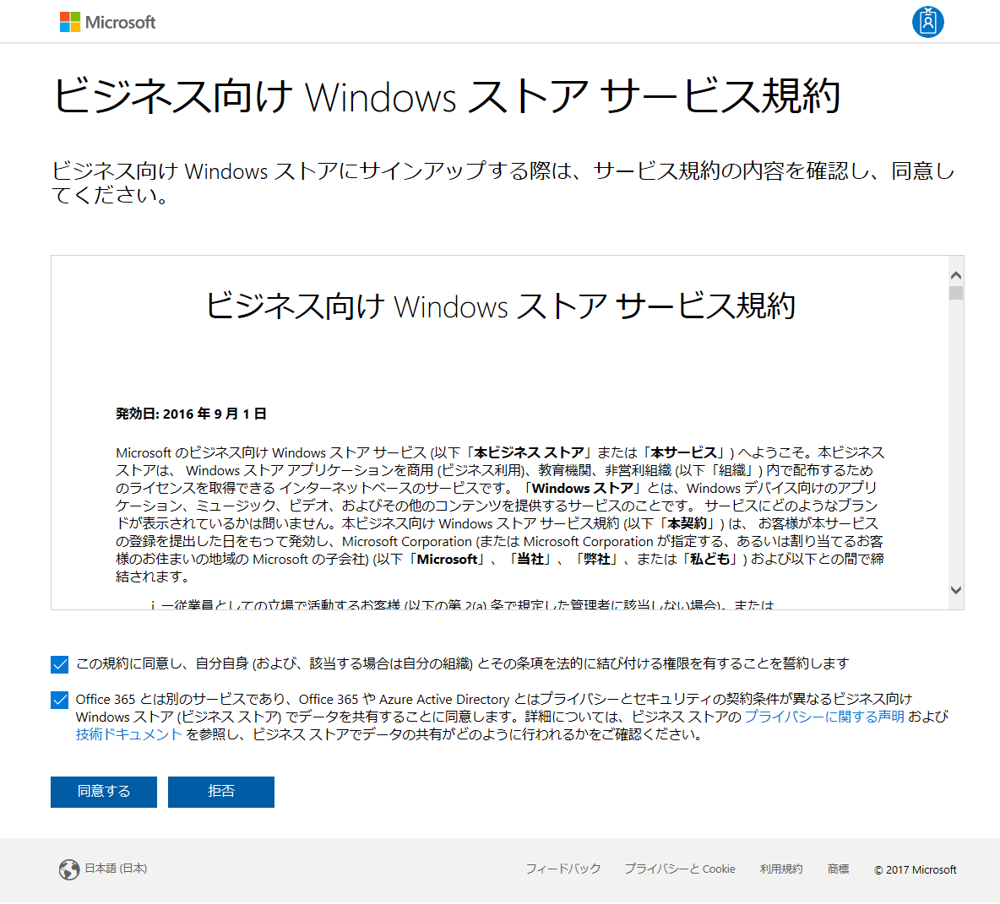 Microsoft
ビジネス向け Windows ストア サービス規約
ビジネス向け Windows ストアにサインアップする際は、サービス規約の内容を確認し、同意し
てください。
ビジネス向け Windows ストア サービス規約
発効日: 2016 年 9 月 1 日
Microsoft のビジネス向け Windows ストア サービス (以下「本ビジネス ストア」または「本サービス」) へようこそ。本ビジネス
ストアは、 Windows ストア アプリケーションを商用 (ビジネス利用)、教育機関、非営利組織 (以下「組織」) 内で配布するため
のライセンスを取得できる インターネットベースのサービスです。「Windows ストア」とは、Windows デバイス向けのアプリ
ケーション、ミュージック、ビデオ、およびその他のコンテンツを提供するサービスのことです。 サービスにどのようなブラン
ドが表示されているかは問いません。本ビジネス向け Windows ストア サービス規約 (以下「本契約」) は、 お客様が本サービス
の登録を提出した日をもって発効し、Microsoft Corporation (または Microsoft Corporation が指定する、あるいは割り当てるお客
様のお住まいの地域の Microsoft の子会社) (以下「Microsoft」、「当社」、「弊社」、または「私ども」) および以下との間で締
結されます。
i. 一従業員としての立場で活動するお客様 (以下の第 2(a) 条で規定した管理者に該当しない場合)。または
この規約に同意し、自分自身 (および、該当する場合は自分の組織) とその条項を法的に結び付ける権限を有することを誓約します
Office 365 とは別のサービスであり、Office 365 や Azure Active Directory とはプライバシーとセキュリティの契約条件が異なるビジネス向け
Windows ストア (ビジネス ストア) でデータを共有することに同意します。詳細については、ビジネス ストアの プライバシーに関する声明 および
技術ドキュメント を参照し、ビジネス ストアでデータの共有がどのように行われるかをご確認ください。
同意する 拒否
日本語 (日本) フィードバック プライバシーと Cookie 利用規約 商標 © 2017 Microsoft